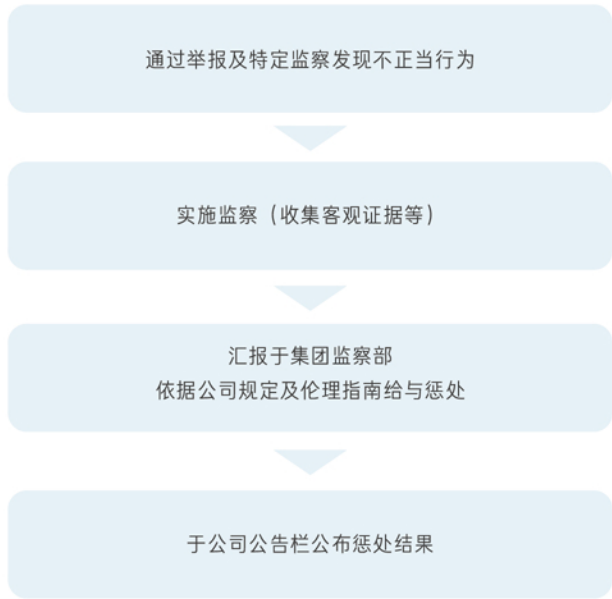 通过举报及特定监察发现不正当行为
实施监察（收集客观证据等）
汇报于集团监察部
依据公司规定及伦理指南给与惩处
于公司公告栏公布惩处结果